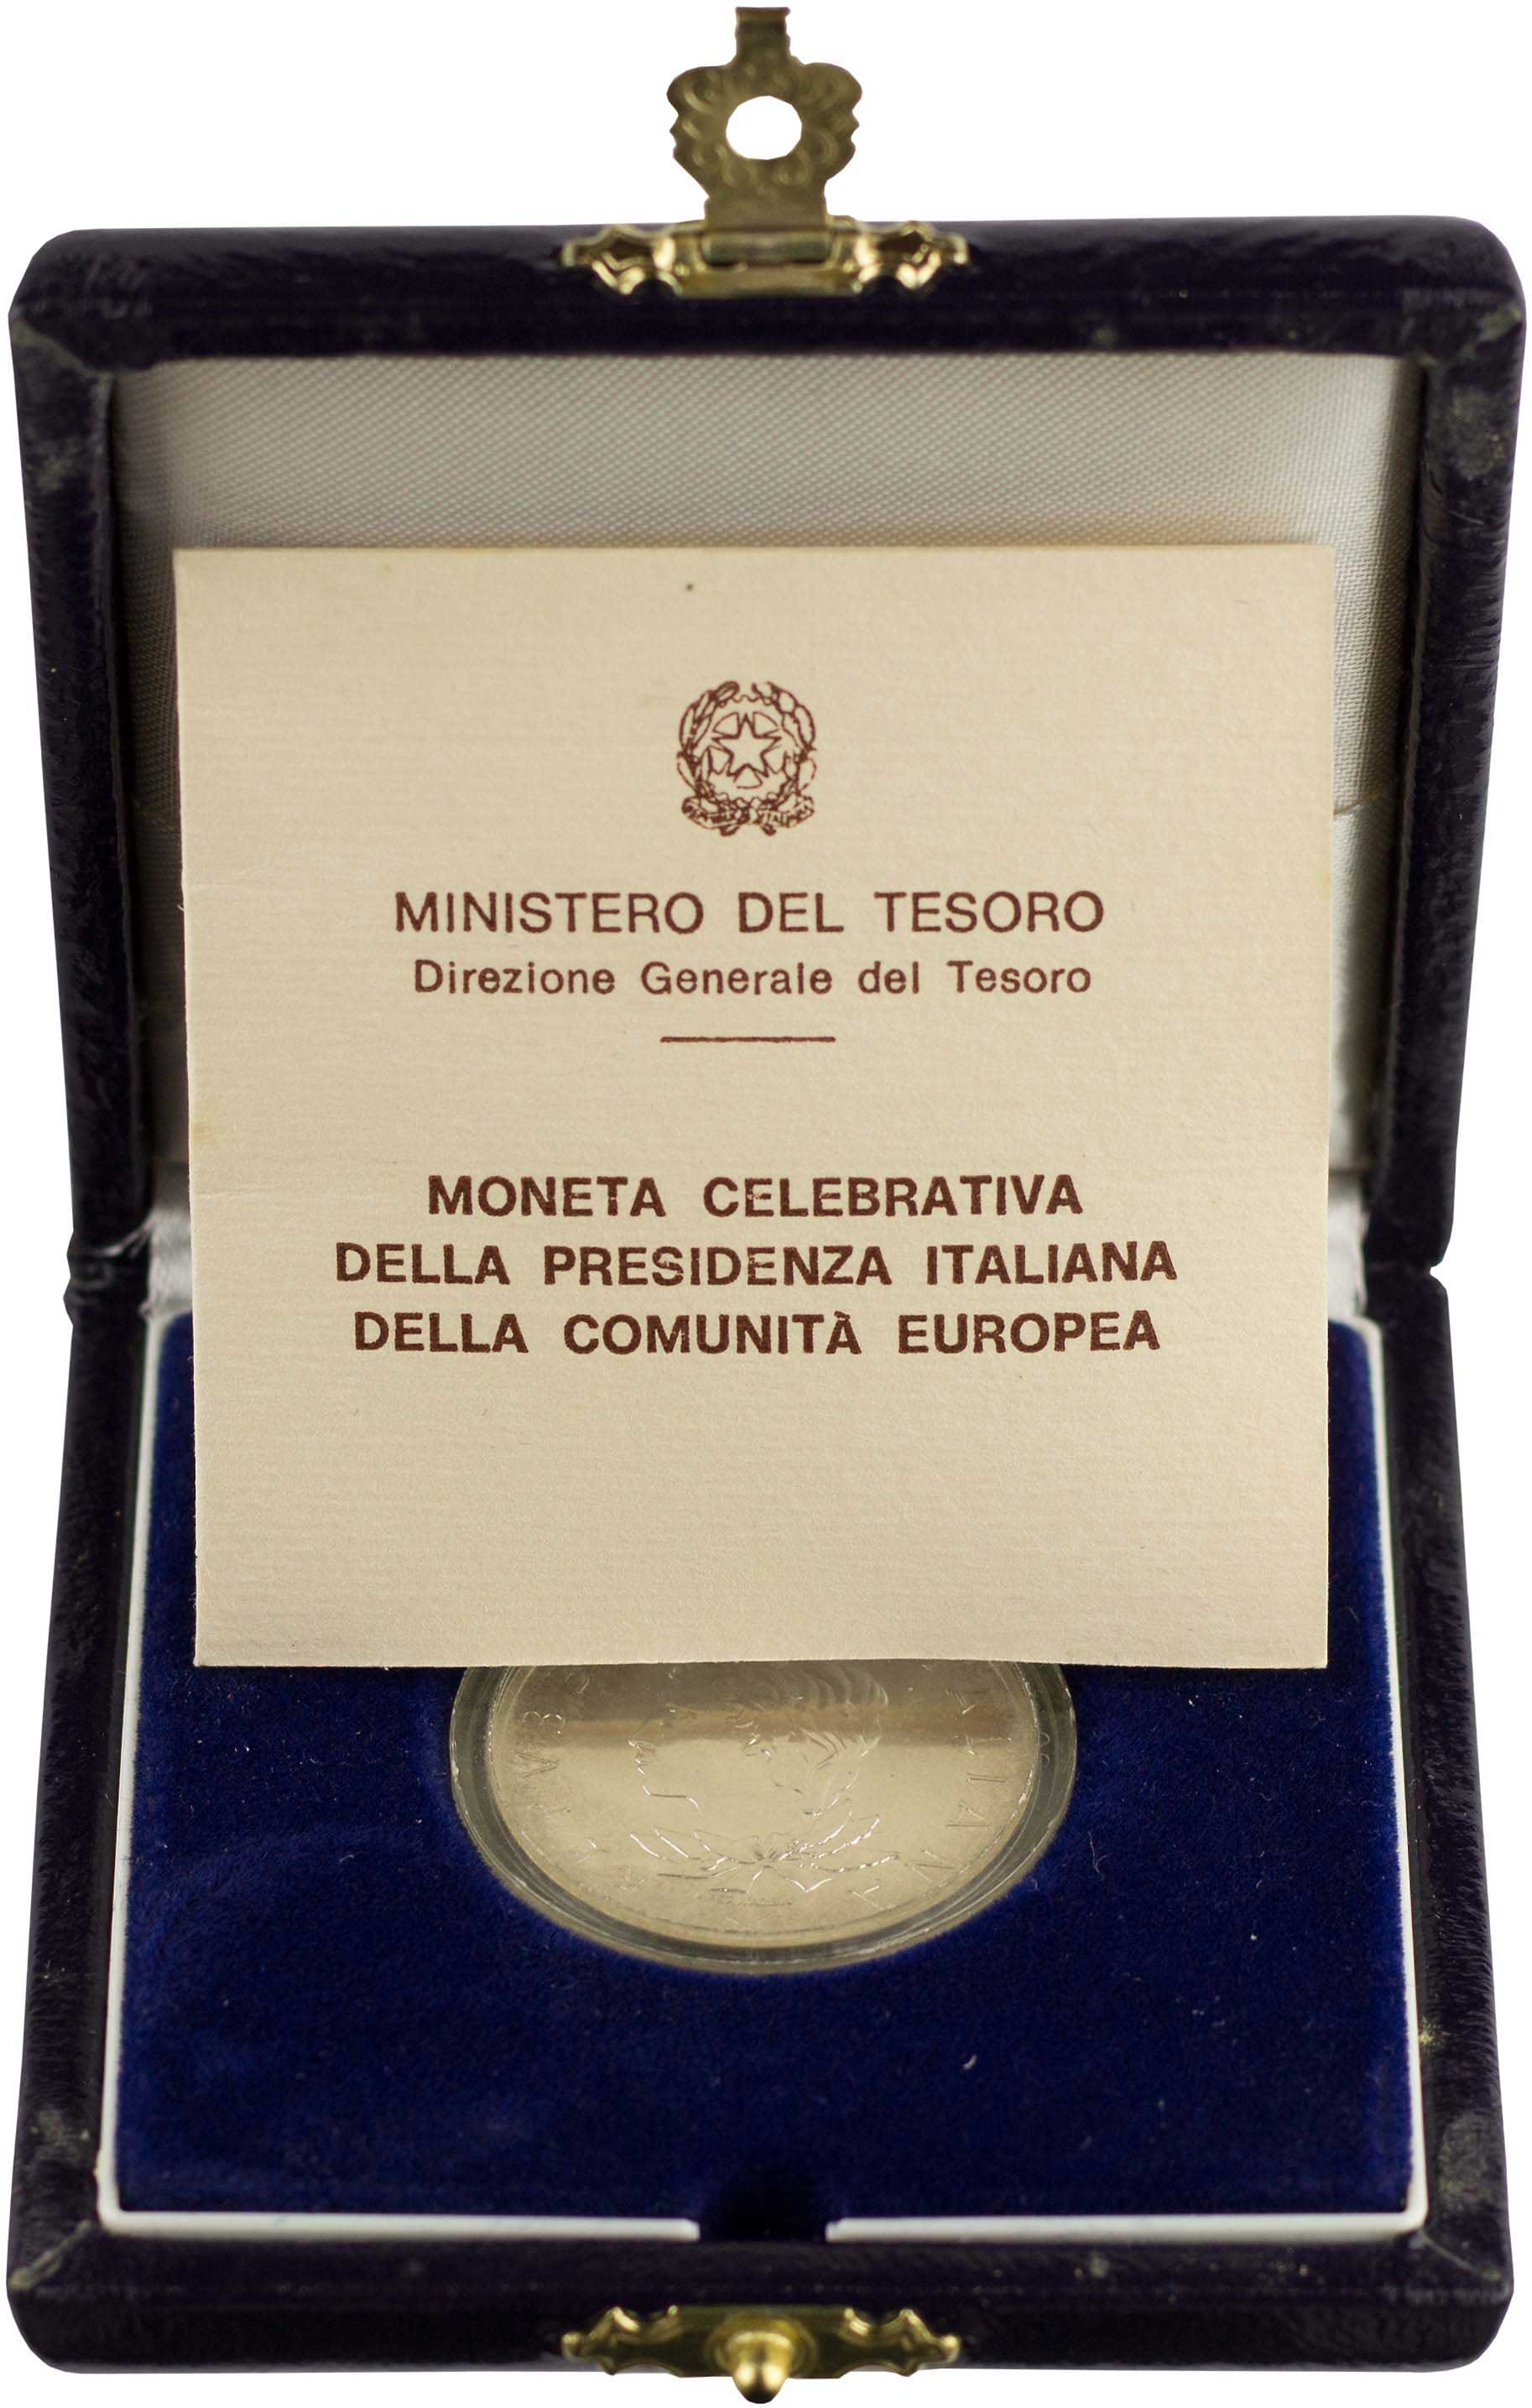 MINISTERO DEL TESORO
Direzione Generale del Tesoro
MONETA CELEBRATIVA
DELLA PRESIDENZA ITALIANA
DELLA COMUNITÀ EUROPEA